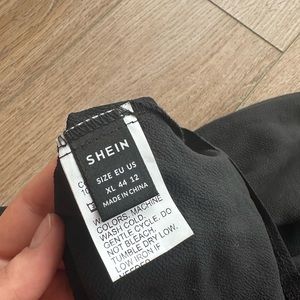 SHEIN
SIZE EU US
XL 44 12
MADE IN CHINA
COLORS. MACHINE
WASH COLD.
GENTLE CYCLE. DO
NOT BLEACH.
TUMBLE DRY LOW.
LOW IRON IF
NEEDED.